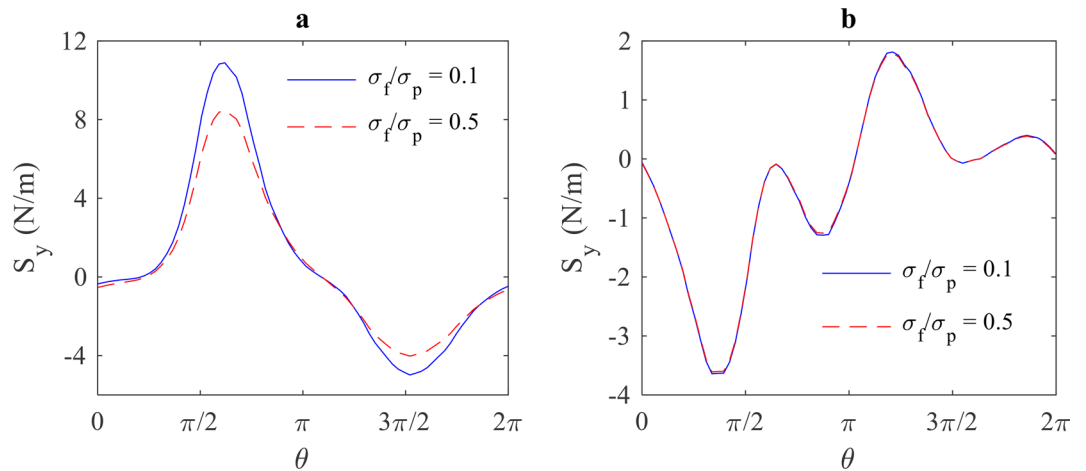 a
12
8
4
0
-4
S_y (N/m)
σ_f/σ_p = 0.1
σ_f/σ_p = 0.5
0
π/2
π
3π/2
2π
θ
b
2
1
0
-1
-2
-3
-4
S_y (N/m)
σ_f/σ_p = 0.1
σ_f/σ_p = 0.5
0
π/2
π
3π/2
2π
θ